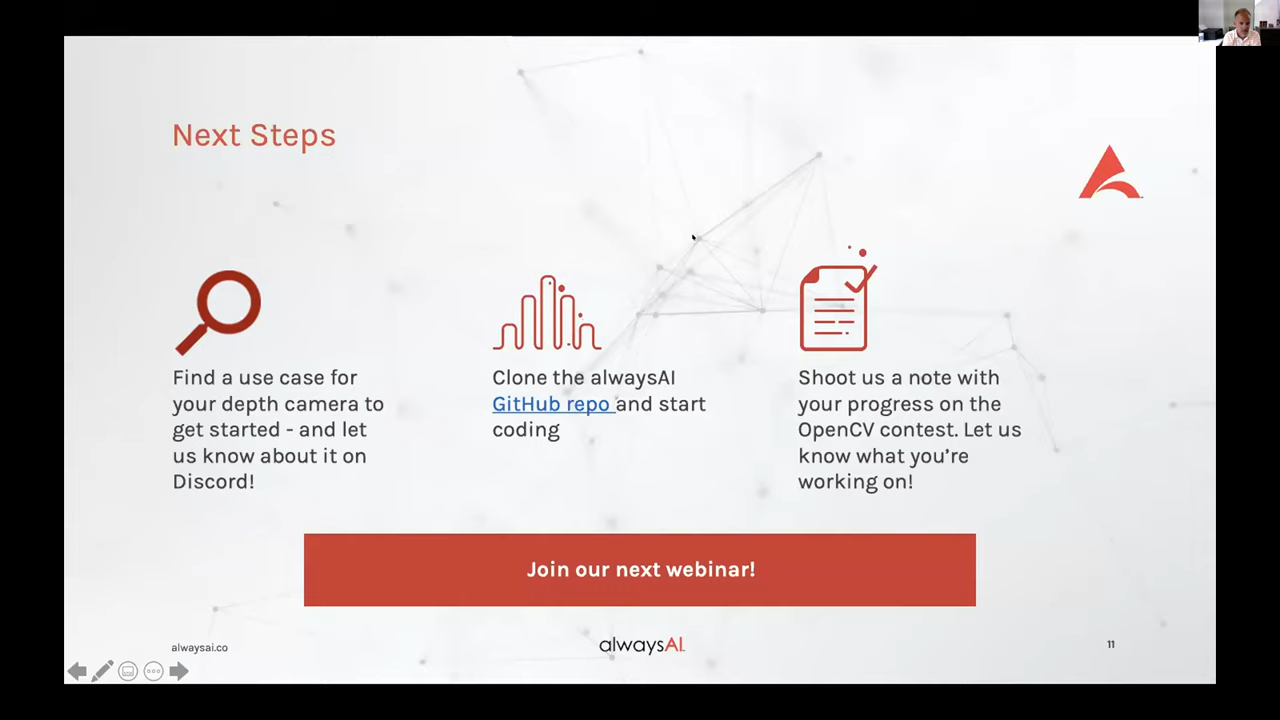 Next Steps
Find a use case for
your depth camera to
get started - and let
us know about it on
Discord!
Clone the alwaysAI
GitHub repo and start
coding
Shoot us a note with
your progress on the
OpenCV contest. Let us
know what you’re
working on!
Join our next webinar!
alwaysai.co
alwaysAI
11